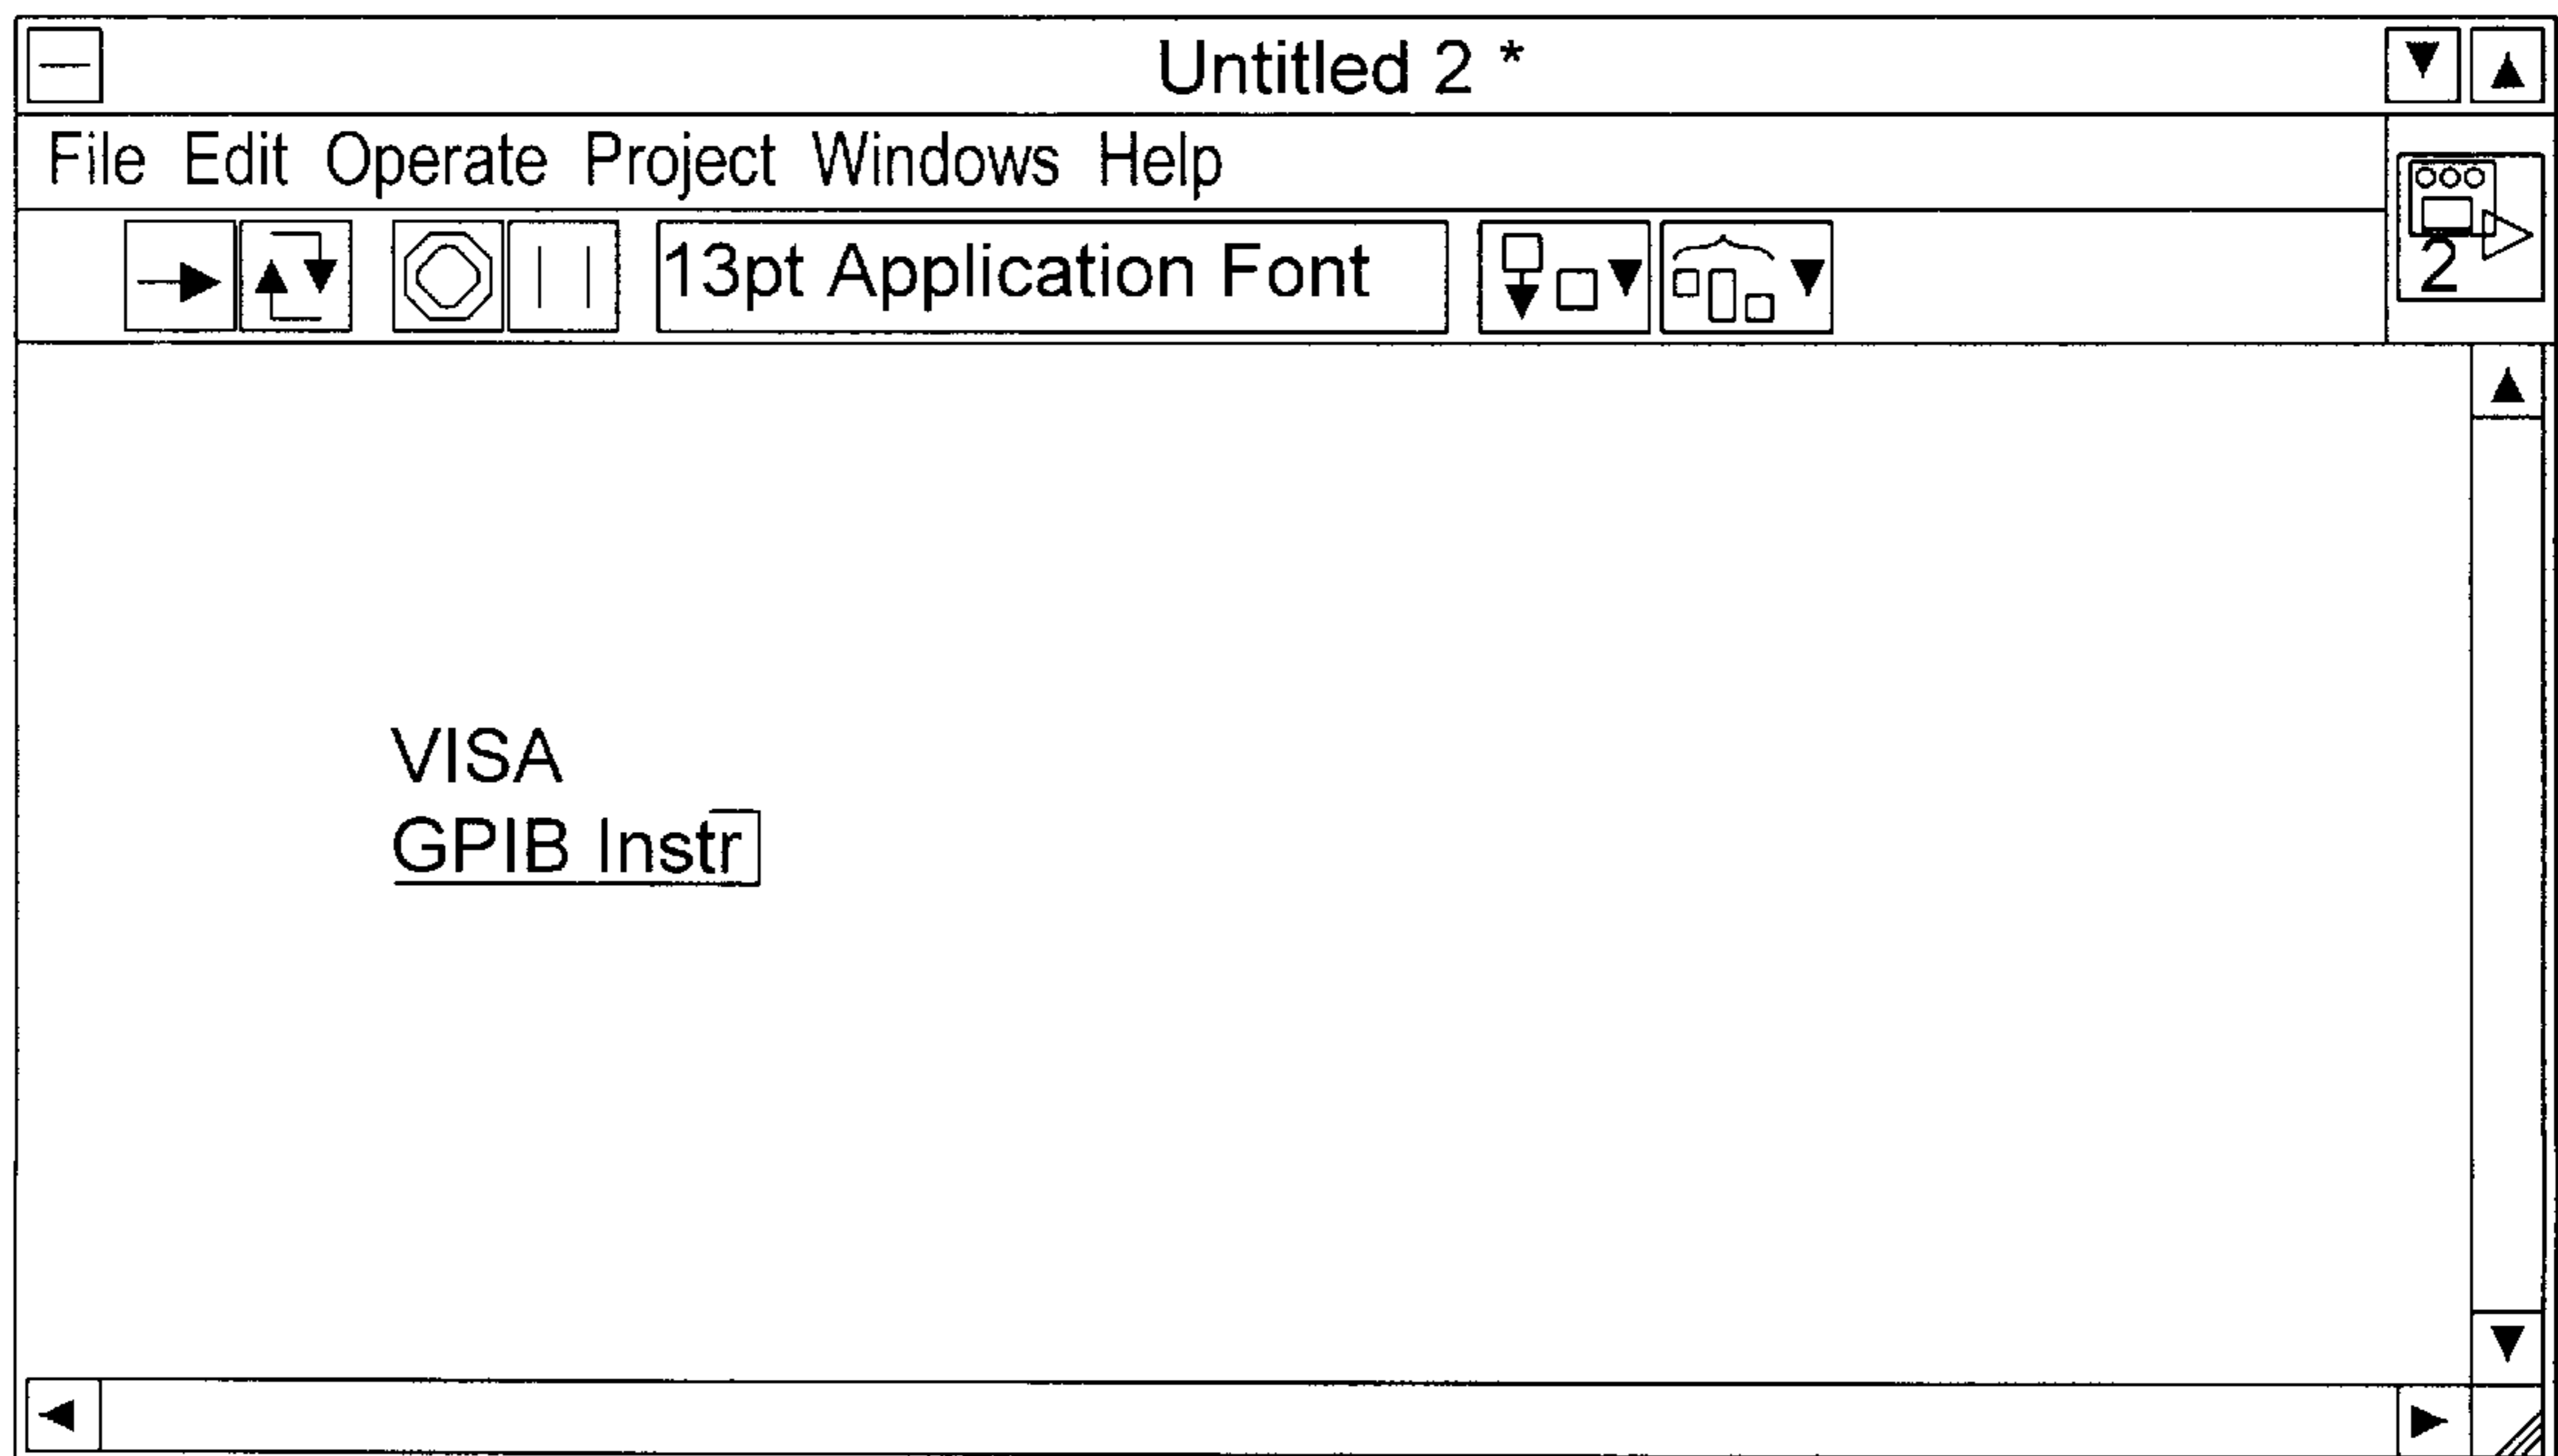 Untitled 2 *
File Edit Operate Project Windows Help
13pt Application Font
2
VISA
GPIB Instr